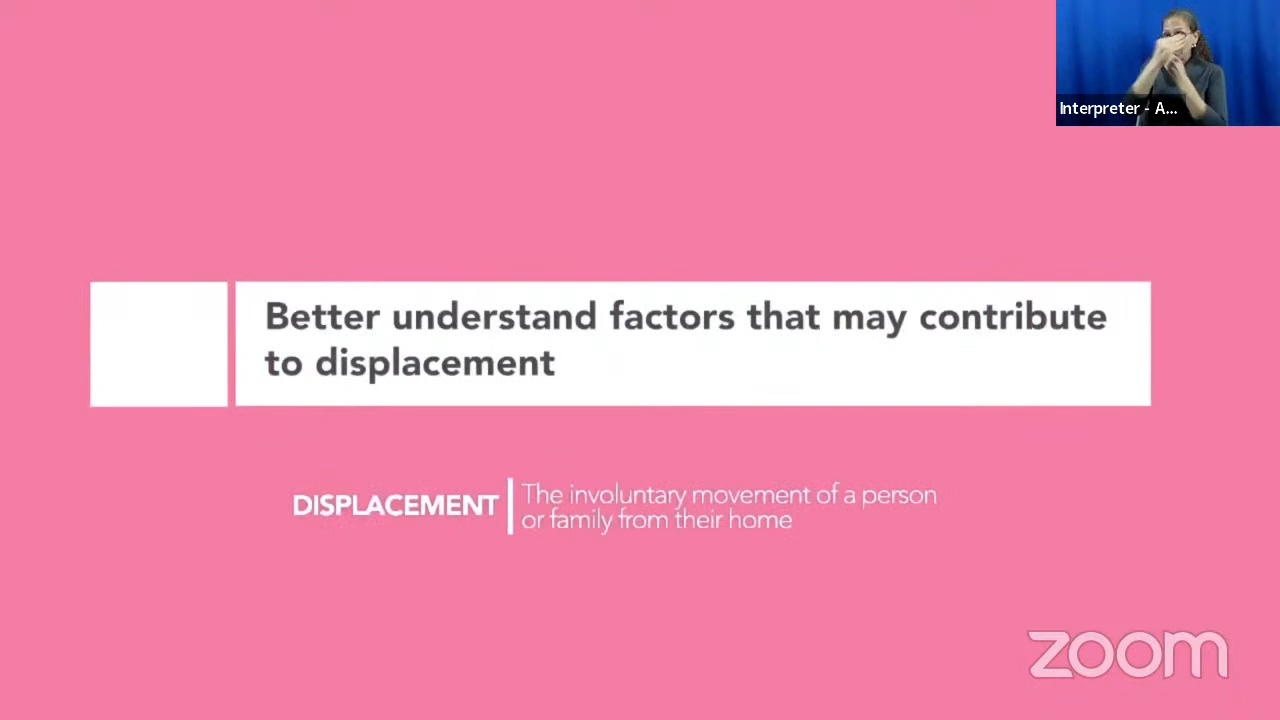 Interpreter - A...
Better understand factors that may contribute
to displacement
DISPLACEMENT
The involuntary movement of a person
or family from their home
zoom